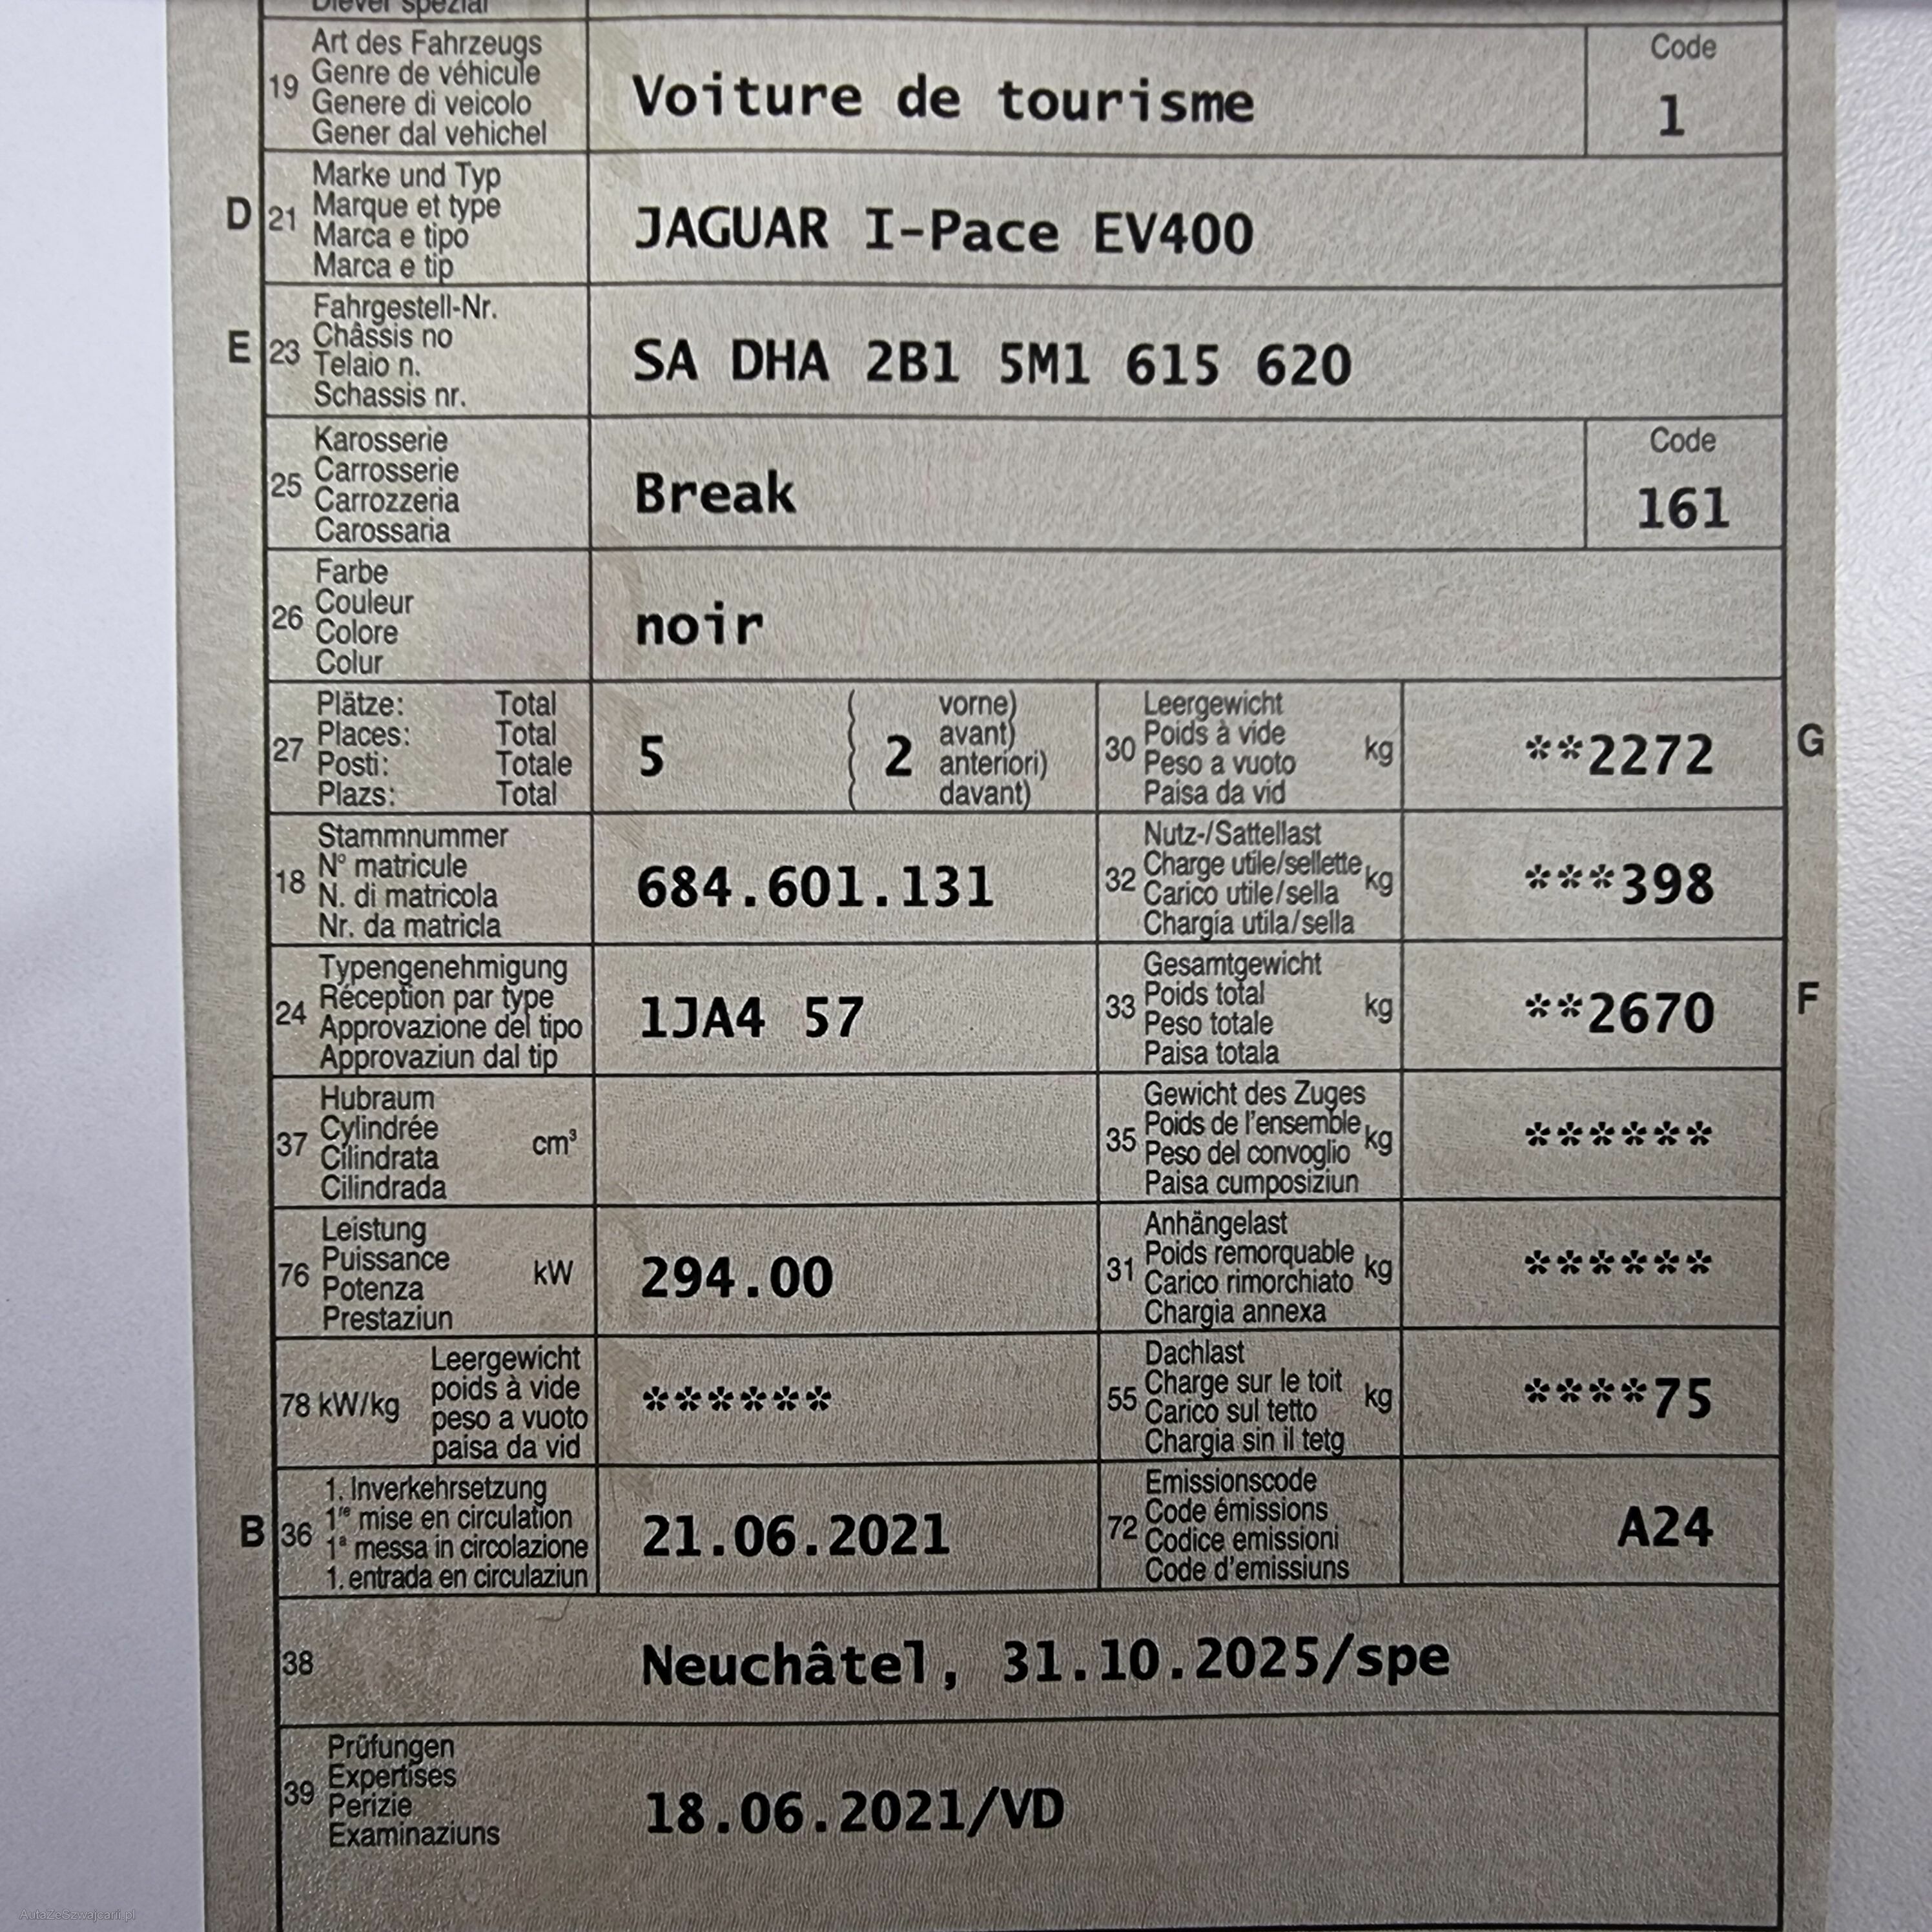 Diever spezial
19
Art des Fahrzeugs
Genre de véhicule
Genere di veicolo
Gener dal vehichel
Voiture de tourisme
Code
1
D
21
Marke und Typ
Marque et type
Marca e tipo
Marca e tip
JAGUAR I-Pace EV400
E
23
Fahrgestell-Nr.
Châssis no
Telaio n.
Schassis nr.
SA DHA 2B1 5M1 615 620
25
Karosserie
Carrosserie
Carrozzeria
Carossaria
Break
Code
161
26
Farbe
Couleur
Colore
Colur
noir
27
Plätze: Total
Places: Total
Posti: Totale
Plazs: Total
5
( 2
vorne)
avant)
anteriori)
davant)
30
Leergewicht
Poids à vide
Peso a vuoto
Paisa da vid
kg
**2272
G
18
Stammnummer
N° matricule
N. di matricola
Nr. da matricla
684.601.131
32
Nutz-/Sattellast
Charge utile/sellette
Carico utile/sella
Chargia utila/sella
kg
***398
24
Typengenehmigung
Réception par type
Approvazione del tipo
Approvaziun dal tip
1JA4 57
33
Gesamtgewicht
Poids total
Peso totale
Paisa totala
kg
**2670
F
37
Hubraum
Cylindrée
Cilindrata
Cilindrada
cm³
35
Gewicht des Zuges
Poids de l'ensemble
Peso del convoglio
Paisa cumposiziun
kg
******
76
Leistung
Puissance
Potenza
Prestaziun
kW
294.00
31
Anhängelast
Poids remorquable
Carico rimorchiato
Chargia annexa
kg
******
78 kW/kg
Leergewicht
poids à vide
peso a vuoto
paisa da vid
******
55
Dachlast
Charge sur le toit
Carico sul tetto
Chargia sin il tetg
kg
****75
B
36
1. Inverkehrsetzung
1re mise en circulation
1a messa in circolazione
1. entrada en circulaziun
21.06.2021
72
Emissionscode
Code émissions
Codice emissioni
Code d'emissiuns
A24
38
Neuchâtel, 31.10.2025/spe
39
Prüfungen
Expertises
Perizie
Examinaziuns
18.06.2021/VD
AutaZeSzwajcarii.pl